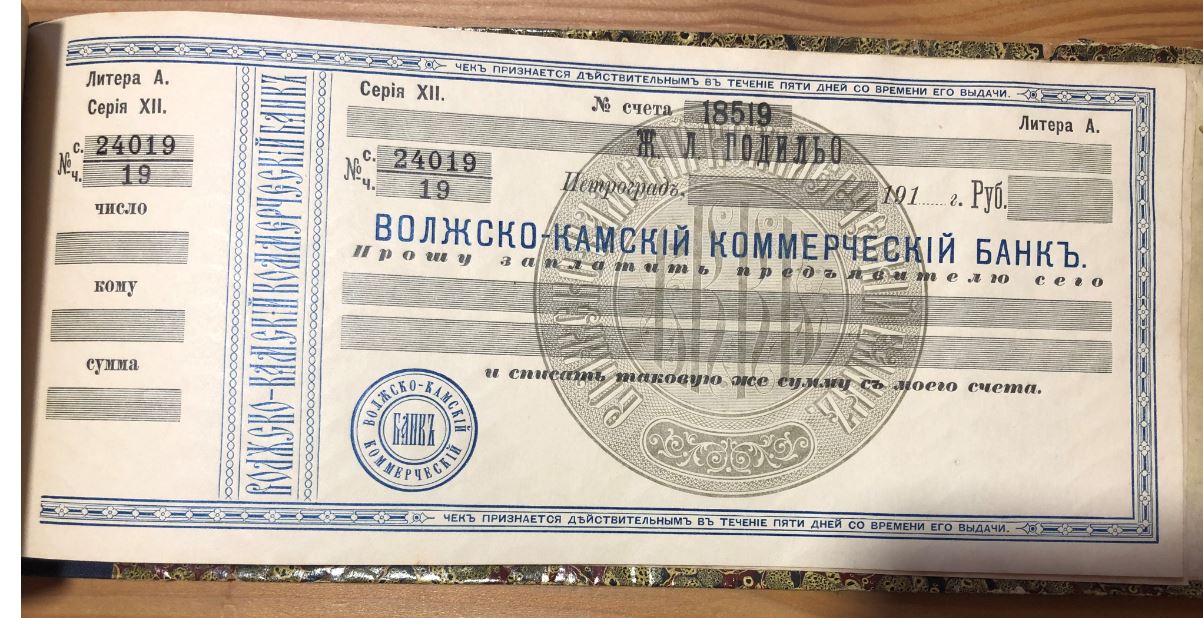 Литера А.
Серія XII.
№ с. 24019
ч. 19
число
кому
сумма
ВОЛЖСКО-КАМСКІЙ КОММЕРЧЕСКІЙ БАНКЪ
ЧЕКЪ ПРИЗНАЕТСЯ ДѢЙСТВИТЕЛЬНЫМЪ ВЪ ТЕЧЕНІЕ ПЯТИ ДНЕЙ СО ВРЕМЕНИ ЕГО ВЫДАЧИ.
Серія XII.
№ счета 18519
Литера А.
Ж. Л ГОДИЛЬО
№ с. 24019
ч. 19
Петроградъ, 191 г. Руб.
ВОЛЖСКО-КАМСКІЙ КОММЕРЧЕСКІЙ БАНКЪ.
Прошу заплатить предъявителю сего
и списать таковую же сумму съ моего счета.
ВОЛЖСКО-КАМСКІЙ
БАНКЪ
КОММЕРЧЕСКІЙ
ЧЕКЪ ПРИЗНАЕТСЯ ДѢЙСТВИТЕЛЬНЫМЪ ВЪ ТЕЧЕНІЕ ПЯТИ ДНЕЙ СО ВРЕМЕНИ ЕГО ВЫДАЧИ.